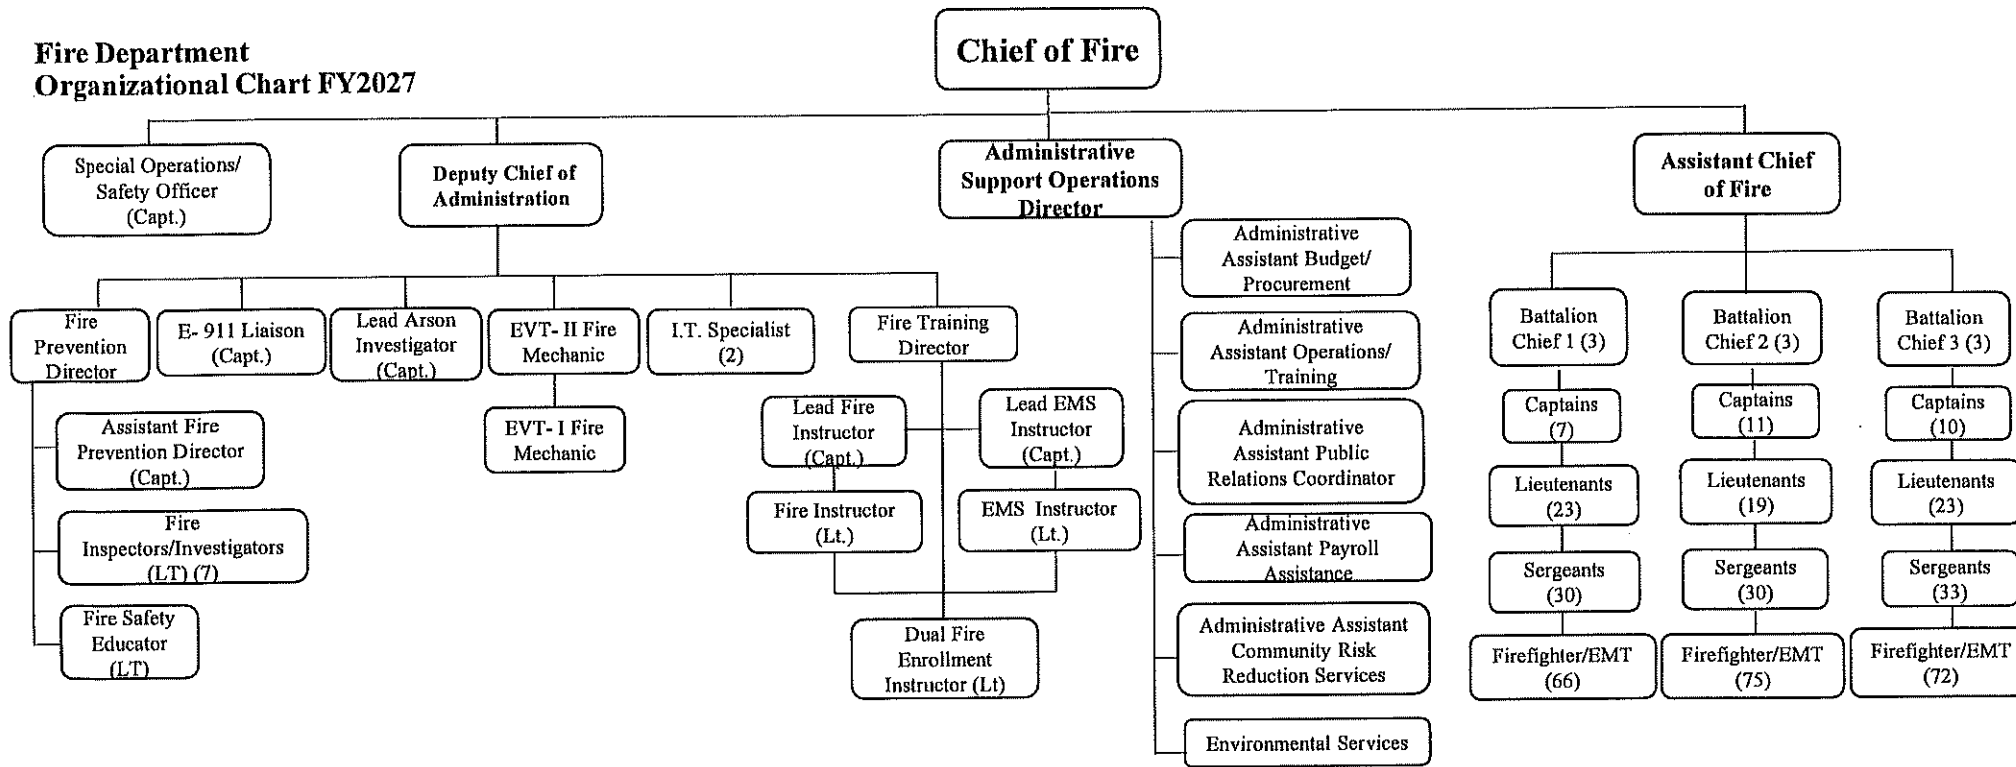 Fire Department
Organizational Chart FY2027
Chief of Fire
Special Operations/
Safety Officer
(Capt.)
Deputy Chief of
Administration
Administrative
Support Operations
Director
Assistant Chief
of Fire
Fire
Prevention
Director
E- 911 Liaison
(Capt.)
Lead Arson
Investigator
(Capt.)
EVT- II Fire
Mechanic
I.T. Specialist
(2)
Fire Training
Director
Assistant Fire
Prevention Director
(Capt.)
Fire
Inspectors/Investigators
(LT) (7)
Fire Safety
Educator
(LT)
EVT- I Fire
Mechanic
Lead Fire
Instructor
(Capt.)
Lead EMS
Instructor
(Capt.)
Fire Instructor
(Lt.)
EMS Instructor
(Lt.)
Dual Fire
Enrollment
Instructor (Lt)
Administrative
Assistant Budget/
Procurement
Administrative
Assistant Operations/
Training
Administrative
Assistant Public
Relations Coordinator
Administrative
Assistant Payroll
Assistance
Administrative Assistant
Community Risk
Reduction Services
Environmental Services
Battalion
Chief 1 (3)
Captains
(7)
Lieutenants
(23)
Sergeants
(30)
Firefighter/EMT
(66)
Battalion
Chief 2 (3)
Captains
(11)
Lieutenants
(19)
Sergeants
(30)
Firefighter/EMT
(75)
Battalion
Chief 3 (3)
Captains
(10)
Lieutenants
(23)
Sergeants
(33)
Firefighter/EMT
(72)